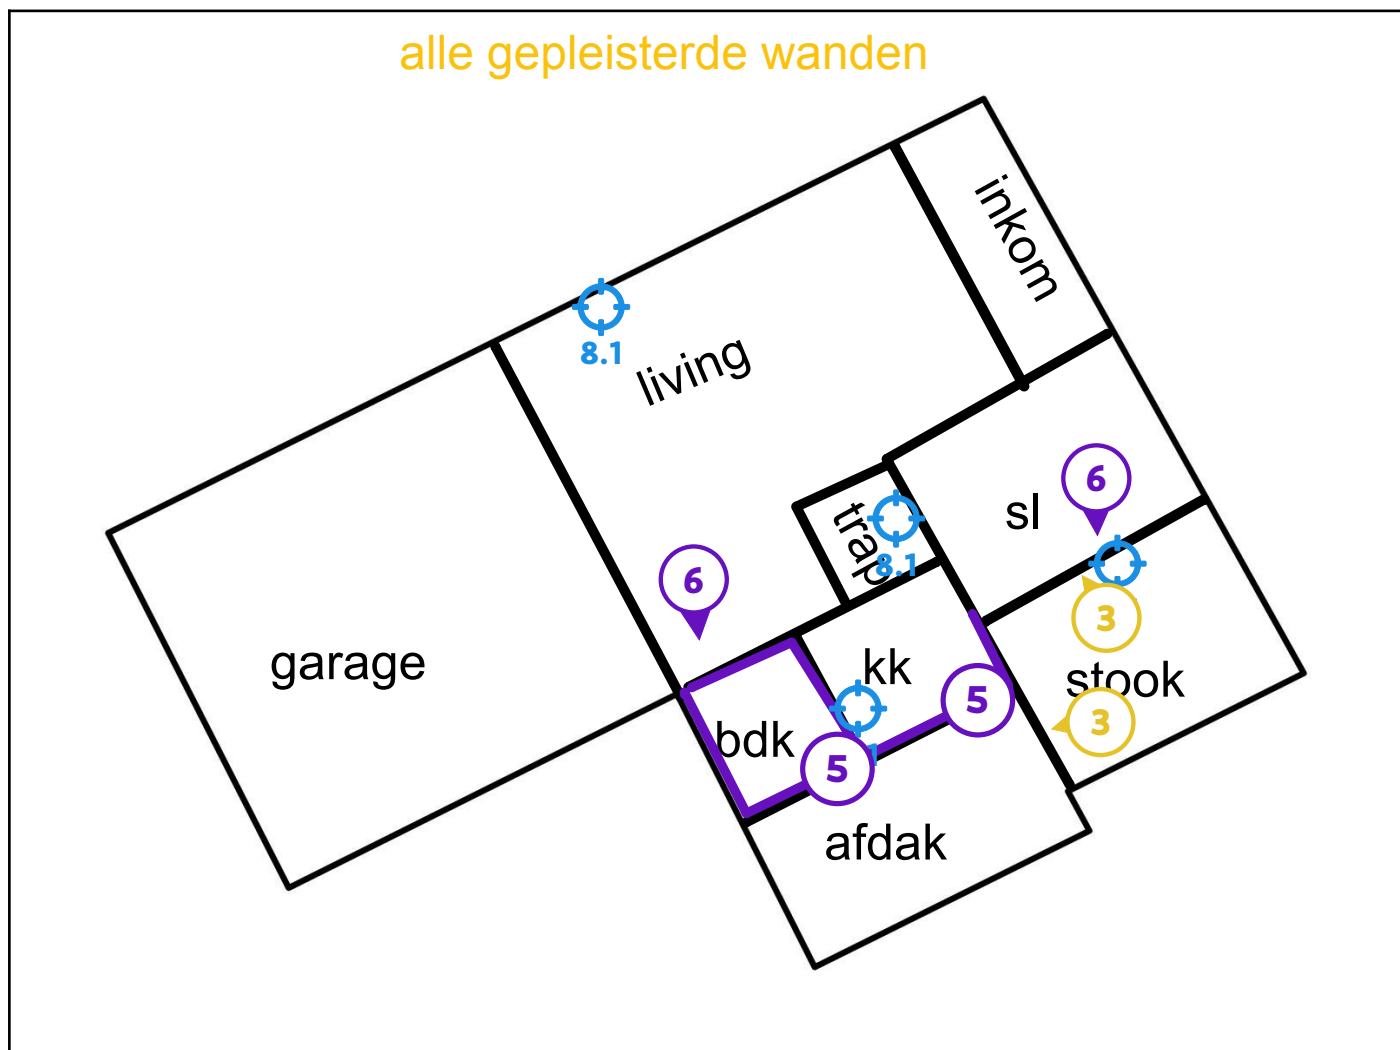 alle gepleisterde wanden
inkom
living
8.1
6
sl
trap
8.1
6
3
garage
kk
stook
5
3
bdk
5
afdak